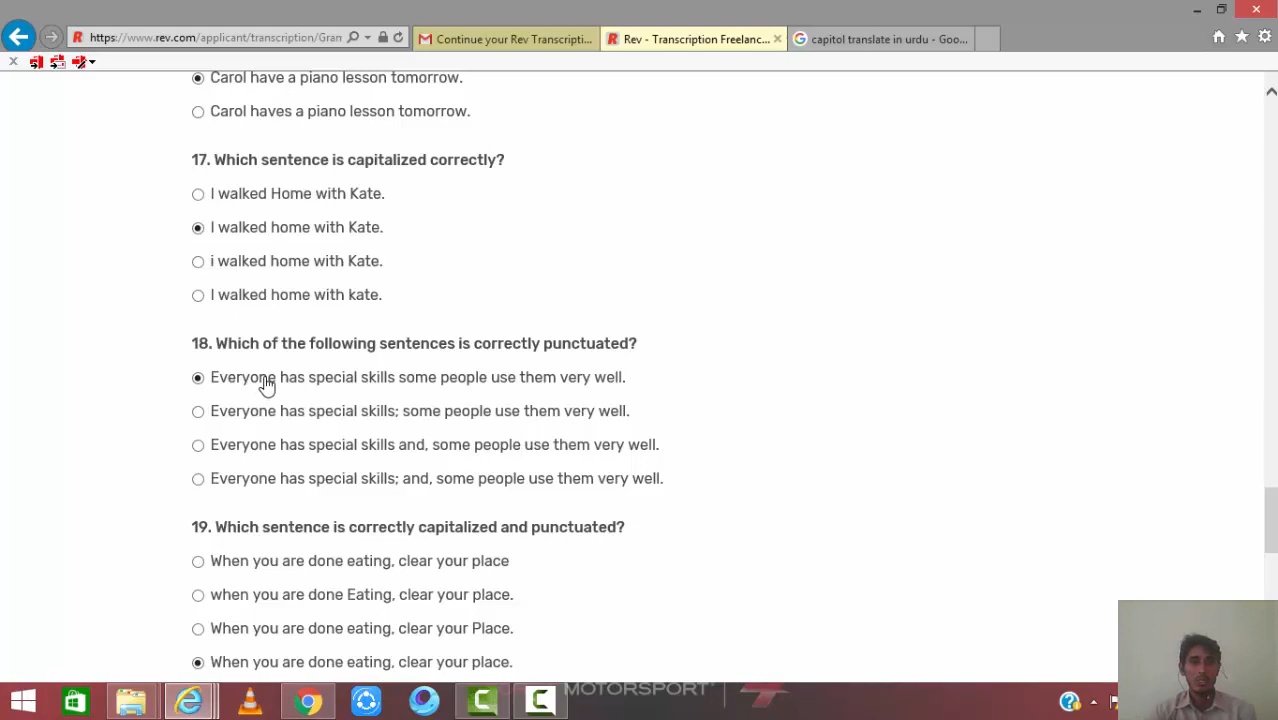 https://www.rev.com/applicant/transcription/Gran
Continue your Rev Transcripti...
Rev - Transcription Freelanc...
capitol translate in urdu - Goo...
Carol have a piano lesson tomorrow.
Carol haves a piano lesson tomorrow.
17. Which sentence is capitalized correctly?
I walked Home with Kate.
I walked home with Kate.
i walked home with Kate.
I walked home with kate.
18. Which of the following sentences is correctly punctuated?
Everyone has special skills some people use them very well.
Everyone has special skills; some people use them very well.
Everyone has special skills and, some people use them very well.
Everyone has special skills; and, some people use them very well.
19. Which sentence is correctly capitalized and punctuated?
When you are done eating, clear your place
when you are done Eating, clear your place.
When you are done eating, clear your Place.
When you are done eating, clear your place.
MOTORSPORT